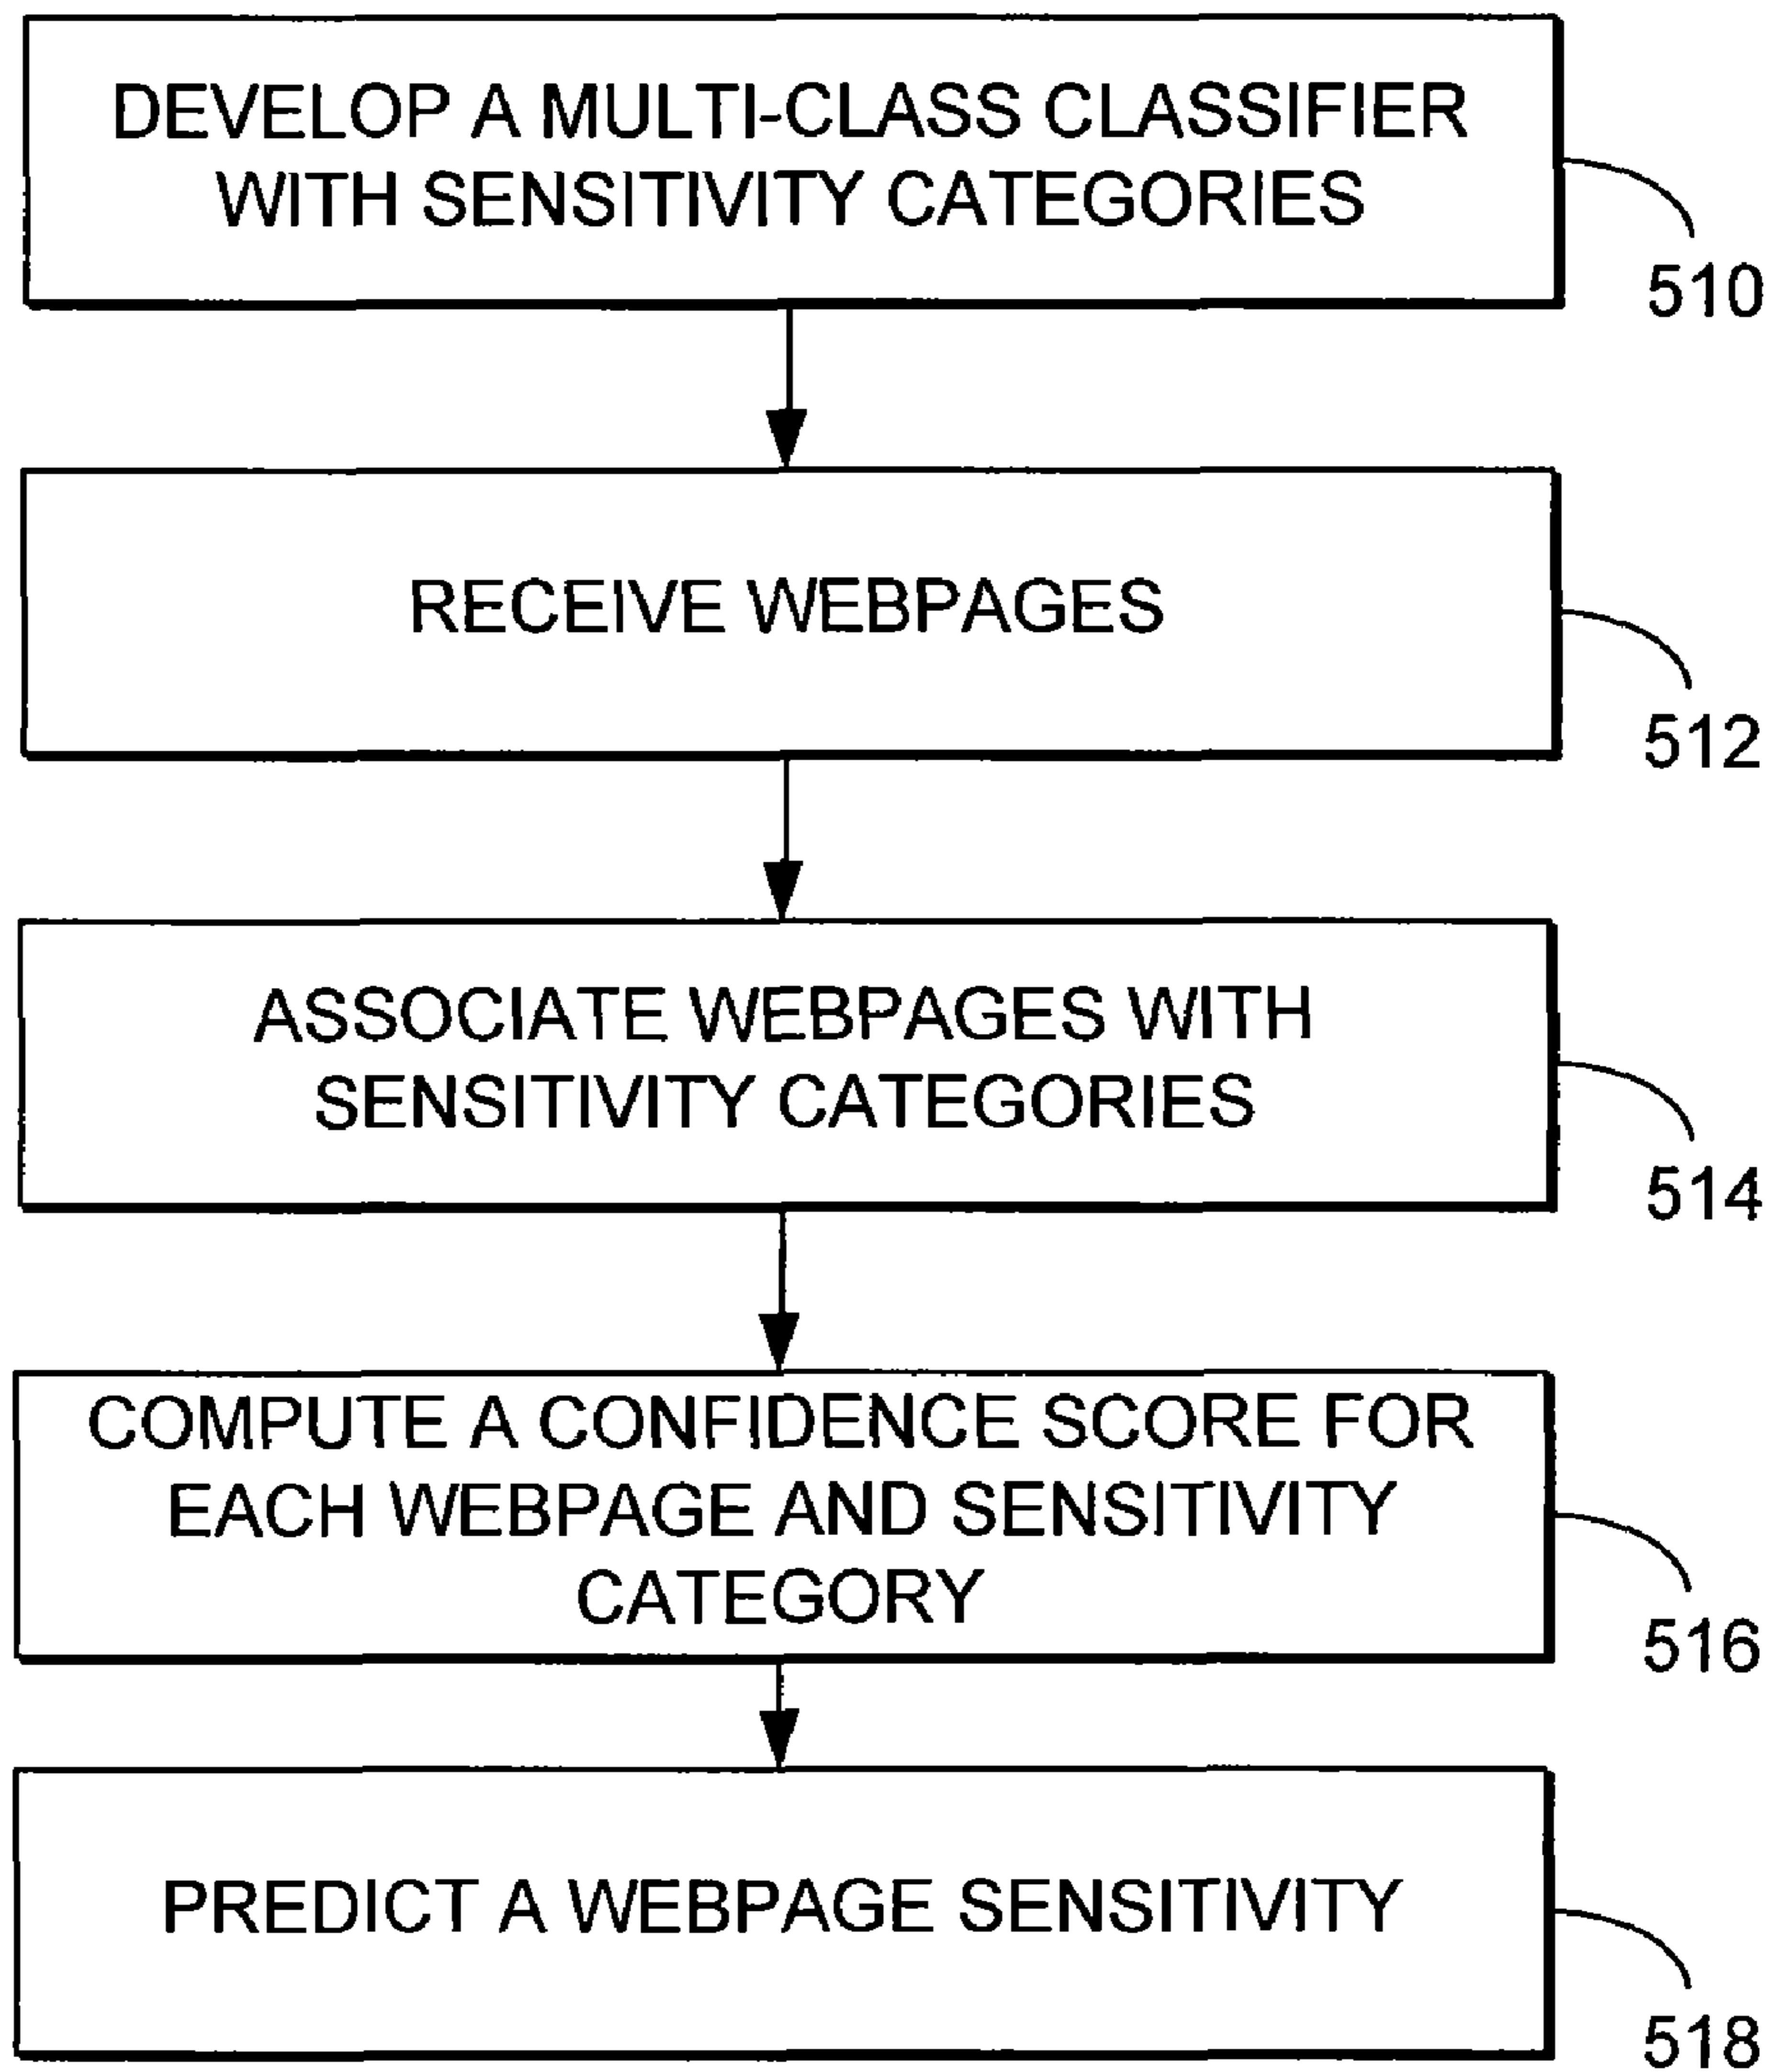 DEVELOP A MULTI-CLASS CLASSIFIER
WITH SENSITIVITY CATEGORIES
510
RECEIVE WEBPAGES
512
ASSOCIATE WEBPAGES WITH
SENSITIVITY CATEGORIES
514
COMPUTE A CONFIDENCE SCORE FOR
EACH WEBPAGE AND SENSITIVITY
CATEGORY
516
PREDICT A WEBPAGE SENSITIVITY
518